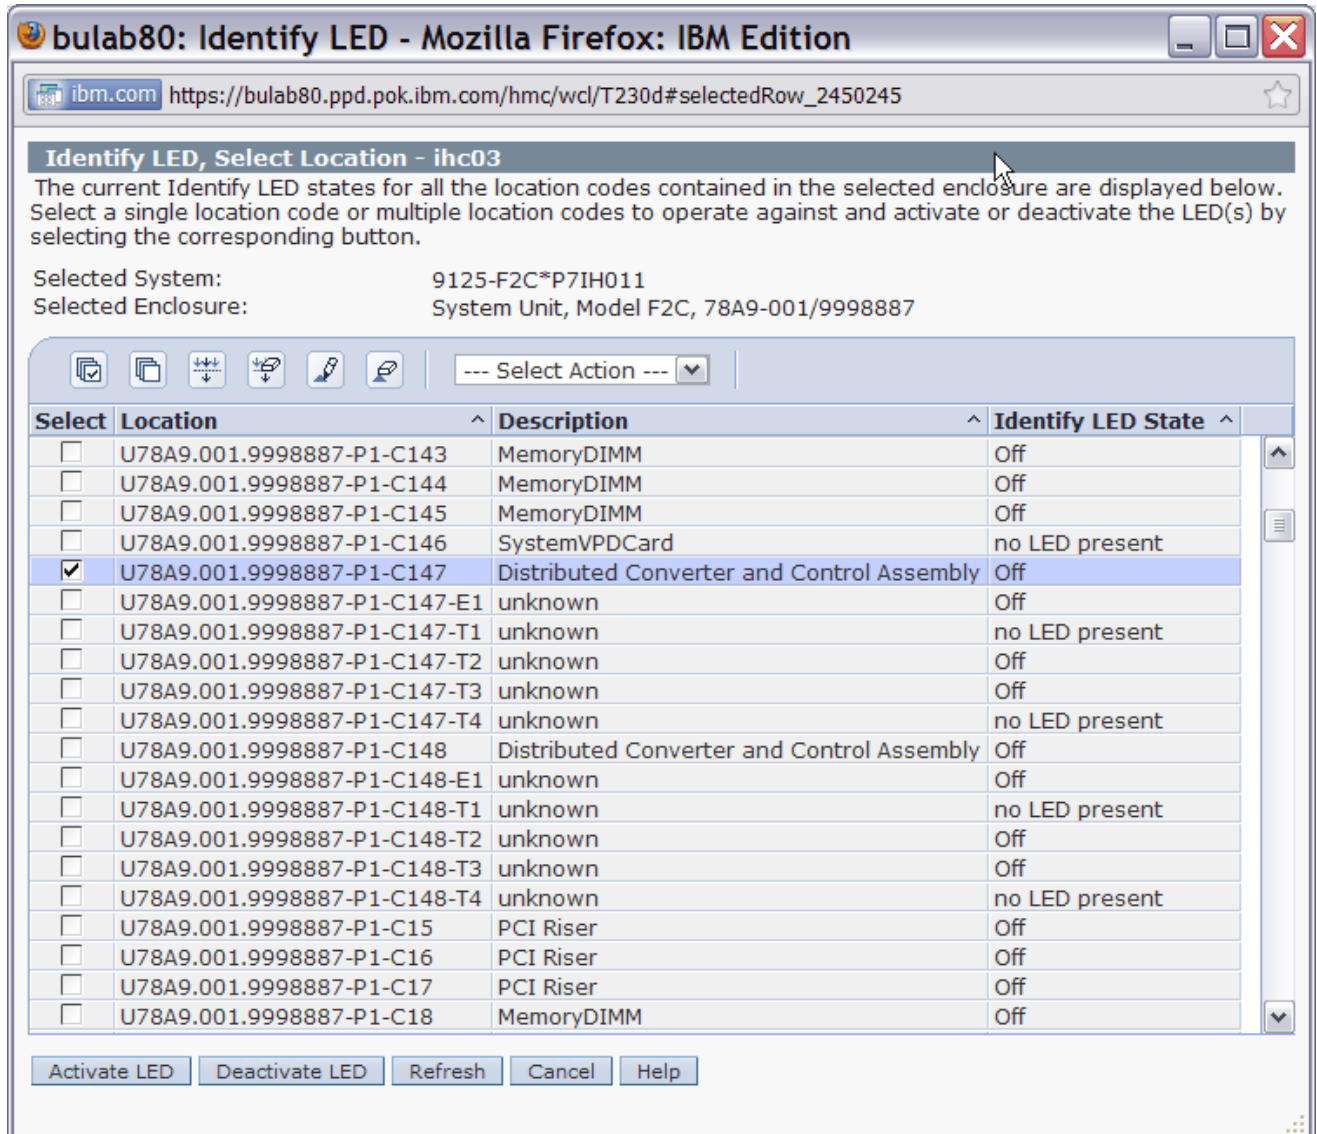 bulab80: Identify LED - Mozilla Firefox: IBM Edition
ibm.com https://bulab80.ppd.pok.ibm.com/hmc/wcl/T230d#selectedRow_2450245
Identify LED, Select Location - ihc03
The current Identify LED states for all the location codes contained in the selected enclosure are displayed below.
Select a single location code or multiple location codes to operate against and activate or deactivate the LED(s) by
selecting the corresponding button.
Selected System: 9125-F2C*P7IH011
Selected Enclosure: System Unit, Model F2C, 78A9-001/9998887
--- Select Action ---
Select Location ^ Description ^ Identify LED State ^
U78A9.001.9998887-P1-C143 MemoryDIMM Off
U78A9.001.9998887-P1-C144 MemoryDIMM Off
U78A9.001.9998887-P1-C145 MemoryDIMM Off
U78A9.001.9998887-P1-C146 SystemVPDCard no LED present
U78A9.001.9998887-P1-C147 Distributed Converter and Control Assembly Off
U78A9.001.9998887-P1-C147-E1 unknown Off
U78A9.001.9998887-P1-C147-T1 unknown no LED present
U78A9.001.9998887-P1-C147-T2 unknown Off
U78A9.001.9998887-P1-C147-T3 unknown Off
U78A9.001.9998887-P1-C147-T4 unknown no LED present
U78A9.001.9998887-P1-C148 Distributed Converter and Control Assembly Off
U78A9.001.9998887-P1-C148-E1 unknown Off
U78A9.001.9998887-P1-C148-T1 unknown no LED present
U78A9.001.9998887-P1-C148-T2 unknown Off
U78A9.001.9998887-P1-C148-T3 unknown Off
U78A9.001.9998887-P1-C148-T4 unknown no LED present
U78A9.001.9998887-P1-C15 PCI Riser Off
U78A9.001.9998887-P1-C16 PCI Riser Off
U78A9.001.9998887-P1-C17 PCI Riser Off
U78A9.001.9998887-P1-C18 MemoryDIMM Off
Activate LED Deactivate LED Refresh Cancel Help